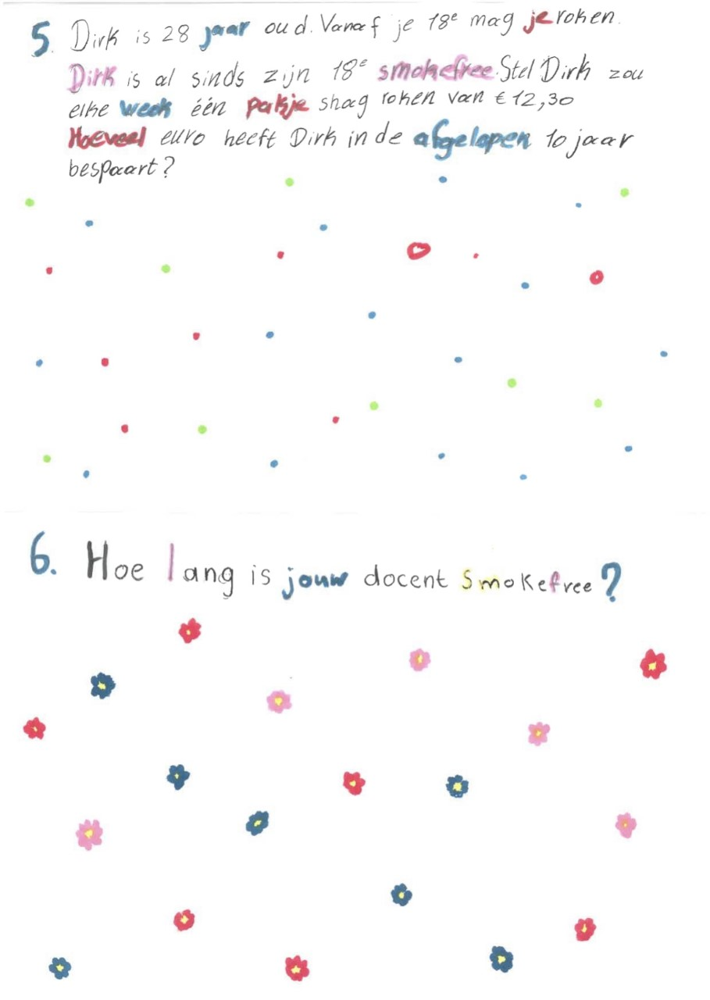 5. Dirk is 28 jaar oud. Vanaf je 18e mag je roken.
Dirk is al sinds zijn 18e smokefree. Stel Dirk zou
elke week één pakje shag roken van € 12,30
Hoeveel euro heeft Dirk in de afgelopen 10 jaar
bespaart?
6. Hoe lang is jouw docent smokefree?